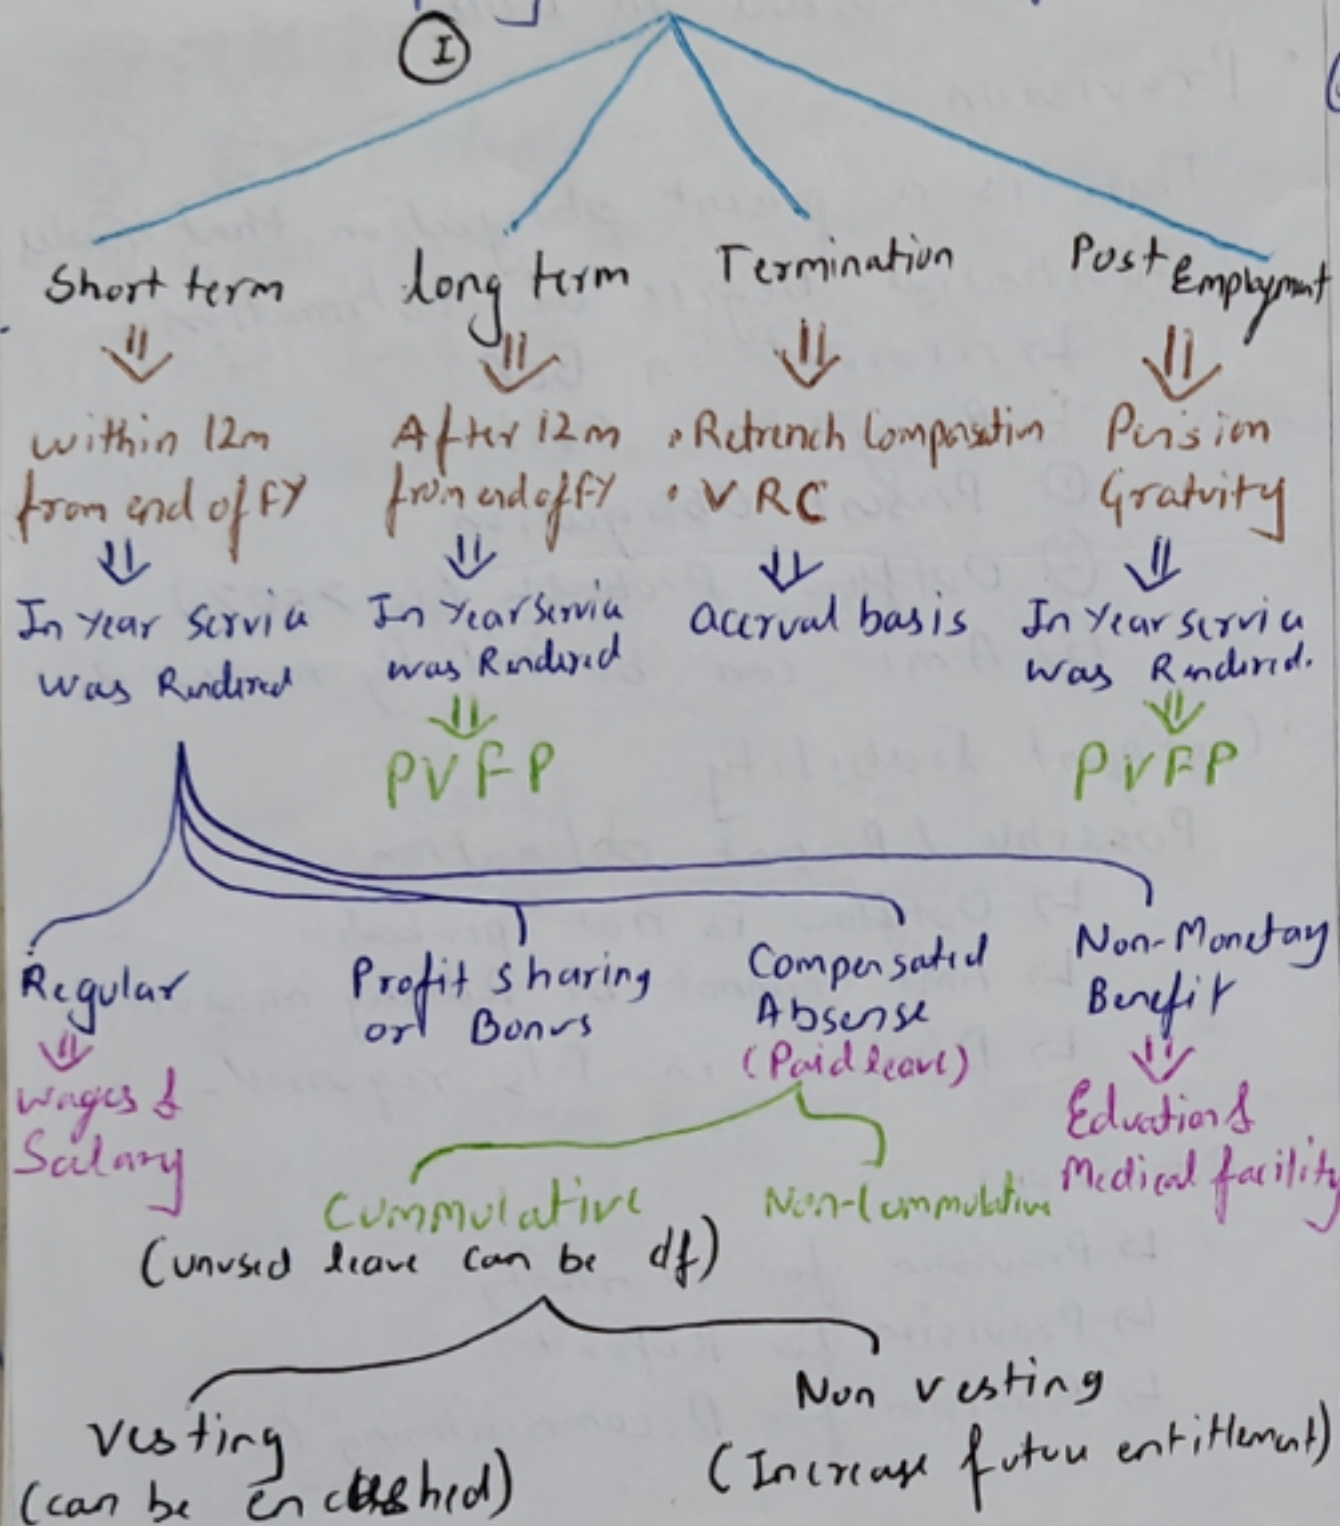 I
Short term
long term
Termination
Post Employment
within 12m
from end of FY
After 12m
from end of FY
• Retrench Compensation
• VRC
Pension
Gratuity
In Year Service
Was Rendered
In Year Service
was Rendered
Accrual basis
In Year Service
was Rendered.
PVFP
PVFP
Regular
Profit sharing
or Bonus
Compensated
Absense
(Paid leave)
Non-Monetary
Benefit
Wages &
Salary
Eduation &
Medical facility
Cummulative
Non-Cummulative
(unused leave can be df)
Vesting
(can be encashed)
Non vesting
(Increase future entitlement)